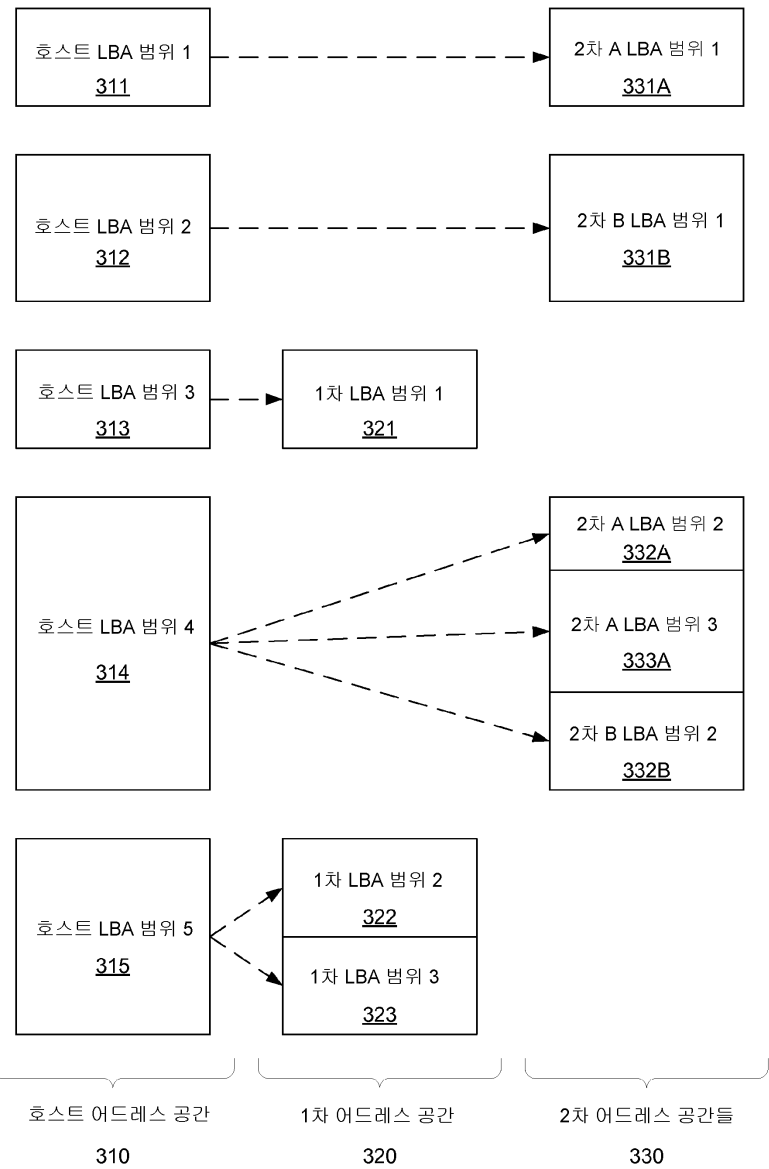 호스트 LBA 범위 1
311
2차 A LBA 범위 1
331A
호스트 LBA 범위 2
312
2차 B LBA 범위 1
331B
호스트 LBA 범위 3
313
1차 LBA 범위 1
321
호스트 LBA 범위 4
314
2차 A LBA 범위 2
332A
2차 A LBA 범위 3
333A
2차 B LBA 범위 2
332B
호스트 LBA 범위 5
315
1차 LBA 범위 2
322
1차 LBA 범위 3
323
호스트 어드레스 공간
310
1차 어드레스 공간
320
2차 어드레스 공간들
330